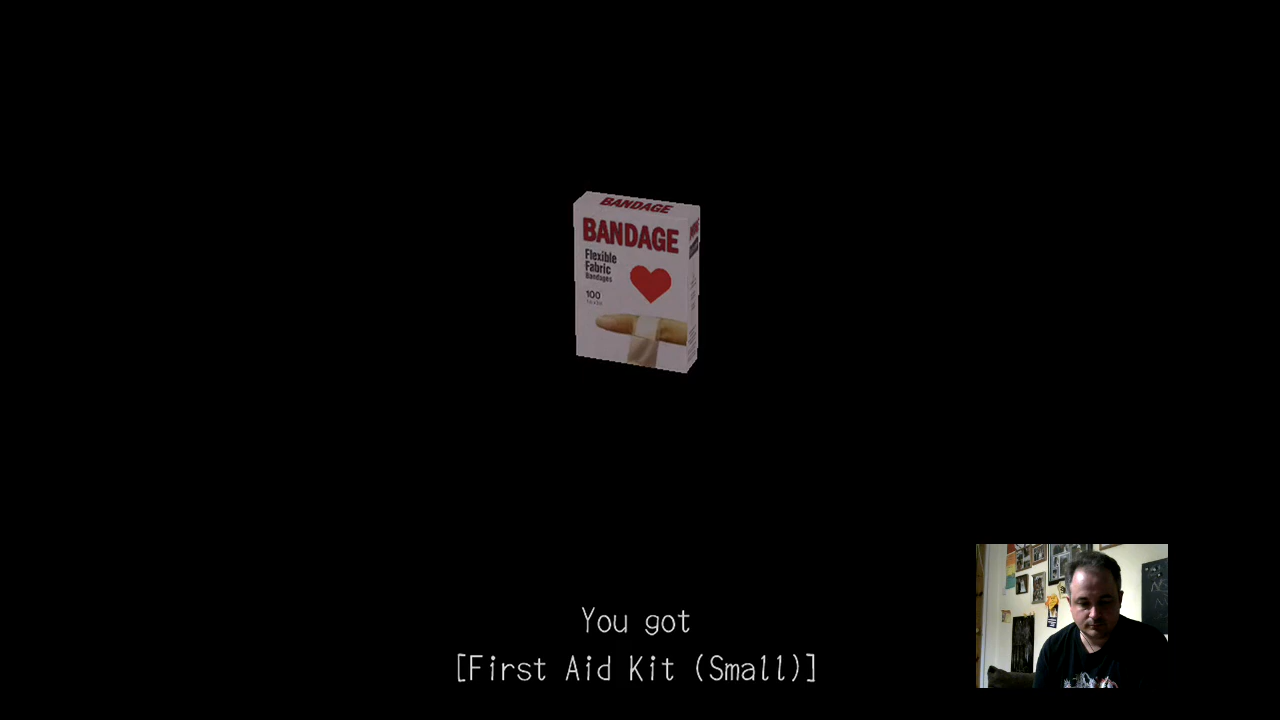 BANDAGE
BANDAGE
Flexible
Fabric
Bandages
100
You got
[First Aid Kit (Small)]